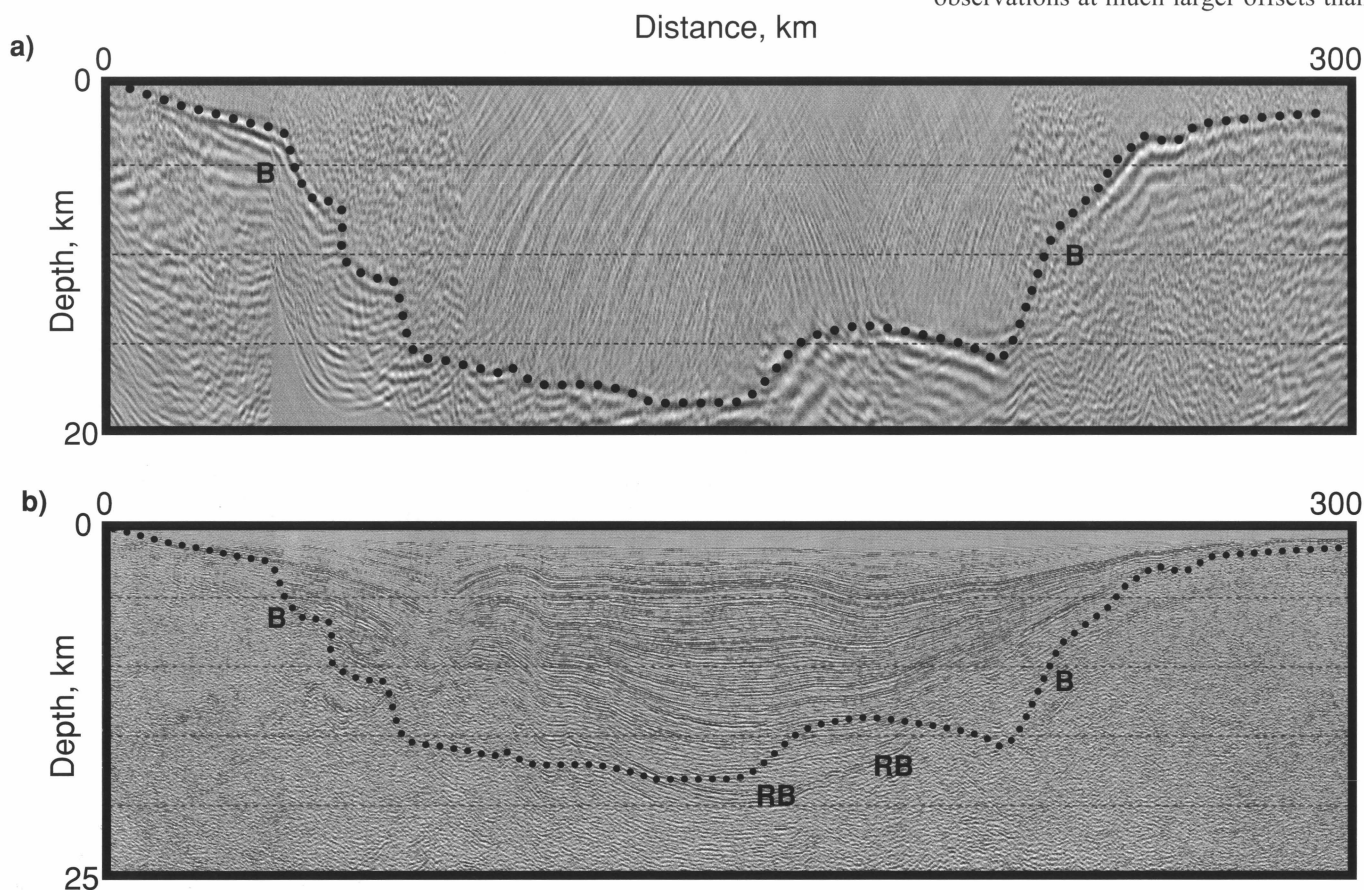 observations at much larger offsets than
Distance, km
a)
0
300
0
Depth, km
B
B
20
b)
0
300
0
Depth, km
B
B
RB
RB
25